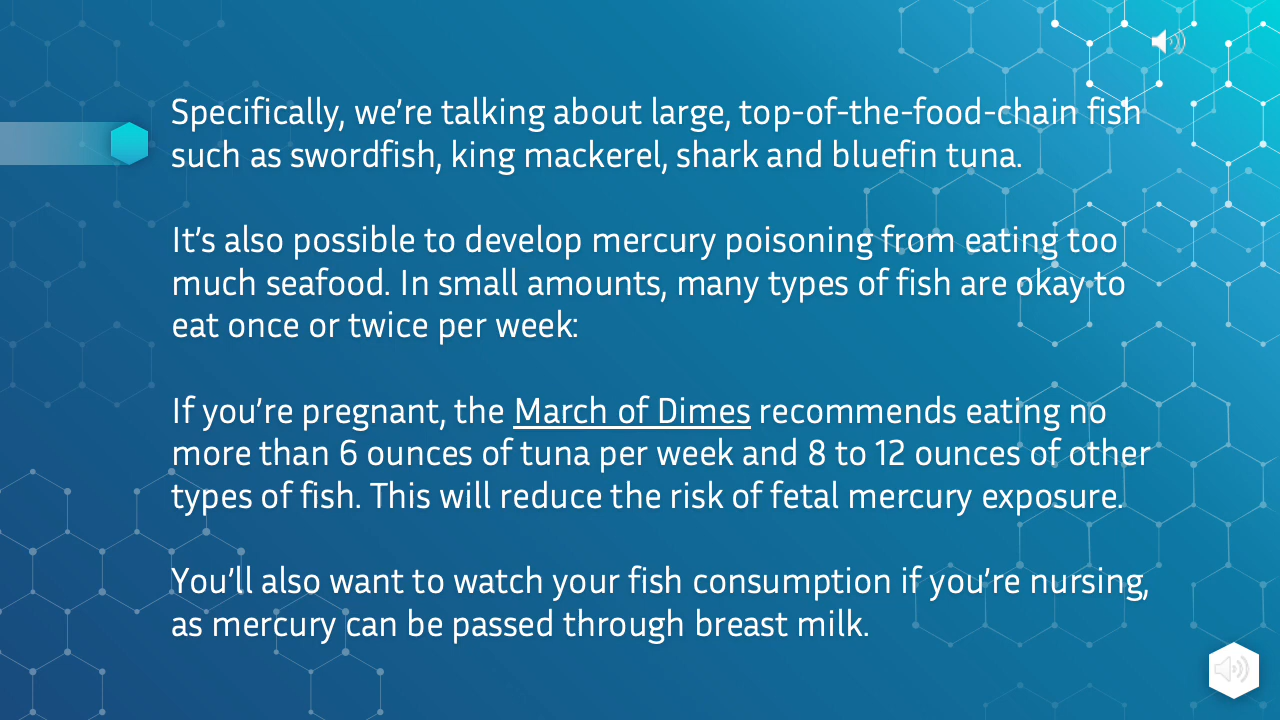 Specifically, we’re talking about large, top-of-the-food-chain fish
such as swordfish, king mackerel, shark and bluefin tuna.
It’s also possible to develop mercury poisoning from eating too
much seafood. In small amounts, many types of fish are okay to
eat once or twice per week:
If you’re pregnant, the March of Dimes recommends eating no
more than 6 ounces of tuna per week and 8 to 12 ounces of other
types of fish. This will reduce the risk of fetal mercury exposure.
You’ll also want to watch your fish consumption if you’re nursing,
as mercury can be passed through breast milk.